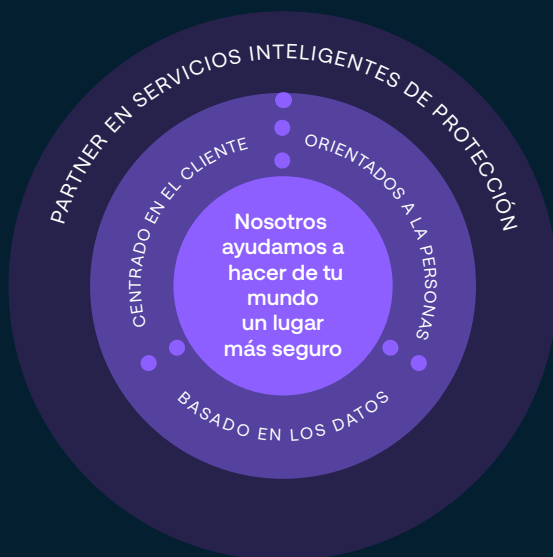 PARTNER EN SERVICIOS INTELIGENTES DE PROTECCIÓN
CENTRADO EN EL CLIENTE
ORIENTADOS A LA PERSONAS
Nosotros
ayudamos a
hacer de tu
mundo
un lugar
más seguro
BASADO EN LOS DATOS